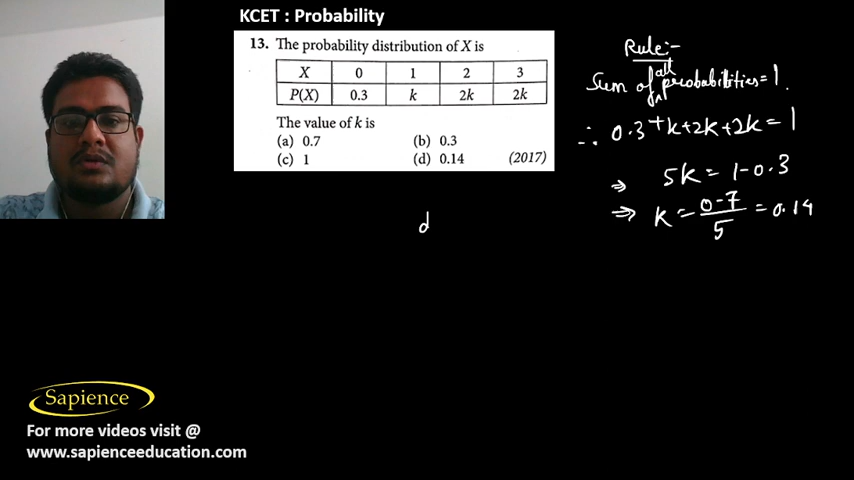 KCET : Probability
13. The probability distribution of X is
X 0 1 2 3
P(X) 0.3 k 2k 2k
The value of k is
(a) 0.7 (b) 0.3
(c) 1 (d) 0.14 (2017)
Rule:-
all
Sum of probabilities = 1.
∴ 0.3 + k + 2k + 2k = 1
⇒ 5k = 1 - 0.3
⇒ k = 0.7/5 = 0.14
d
Sapience
For more videos visit @
www.sapienceeducation.com